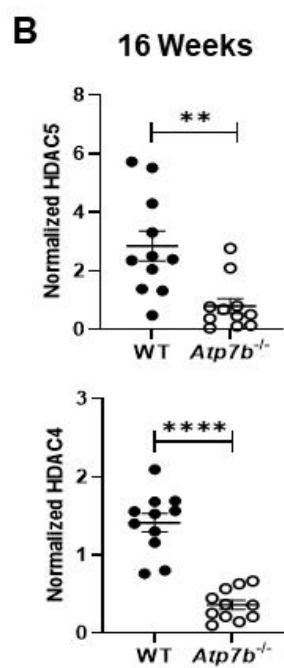 B
16 Weeks
Normalized HDAC5
8
6
4
2
0
**
WT
Atp7b-/-
Normalized HDAC4
3
2
1
0
****
WT
Atp7b-/-